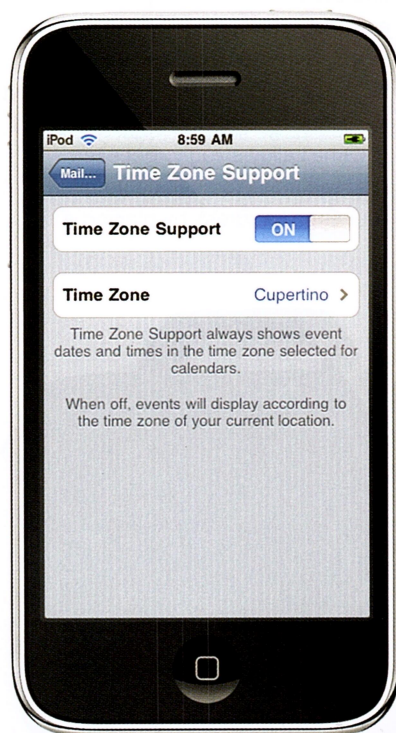 iPod 8:59 AM
Mail... Time Zone Support
Time Zone Support ON
Time Zone Cupertino >
Time Zone Support always shows event
dates and times in the time zone selected for
calendars.
When off, events will display according to
the time zone of your current location.